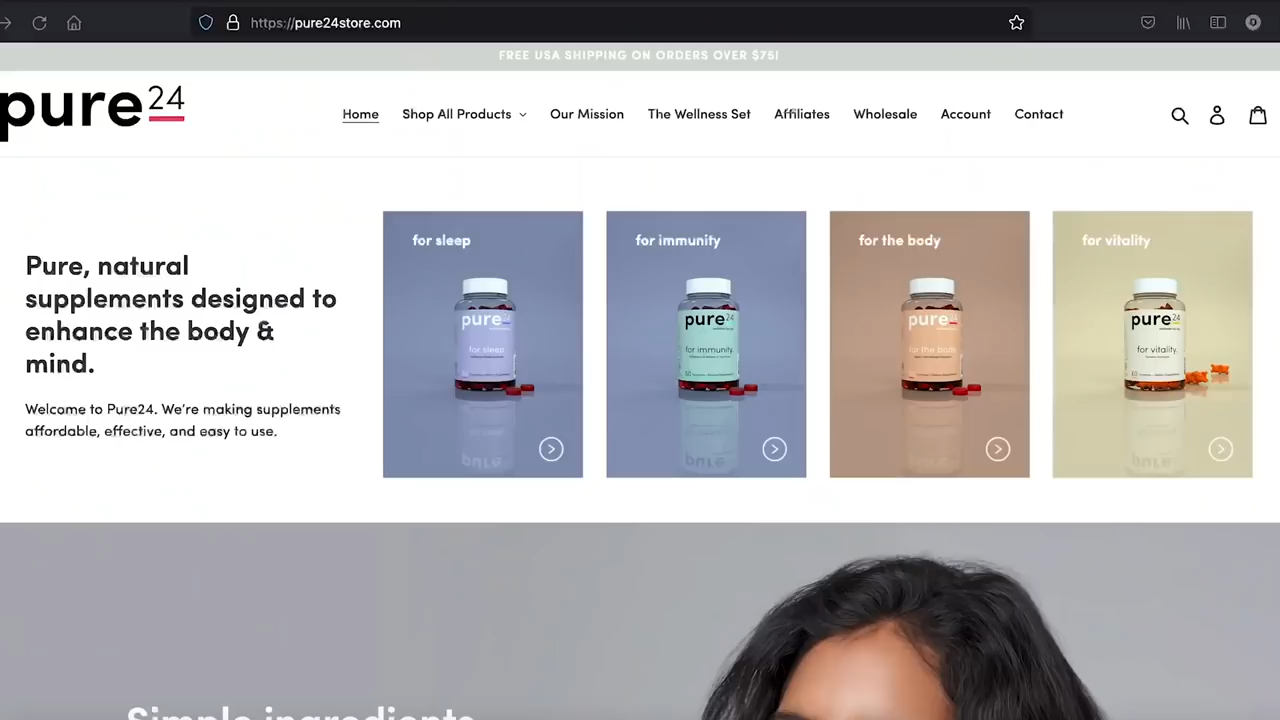 https://pure24store.com
FREE USA SHIPPING ON ORDERS OVER $75!
pure24
Home Shop All Products Our Mission The Wellness Set Affiliates Wholesale Account Contact
Pure, natural
supplements designed to
enhance the body &
mind.
Welcome to Pure24. We're making supplements
affordable, effective, and easy to use.
for sleep
pure24
for sleep
for immunity
pure24
for immunity.
for the body
pure24
for the body
for vitality
pure24
for vitality.
Simple ingredients